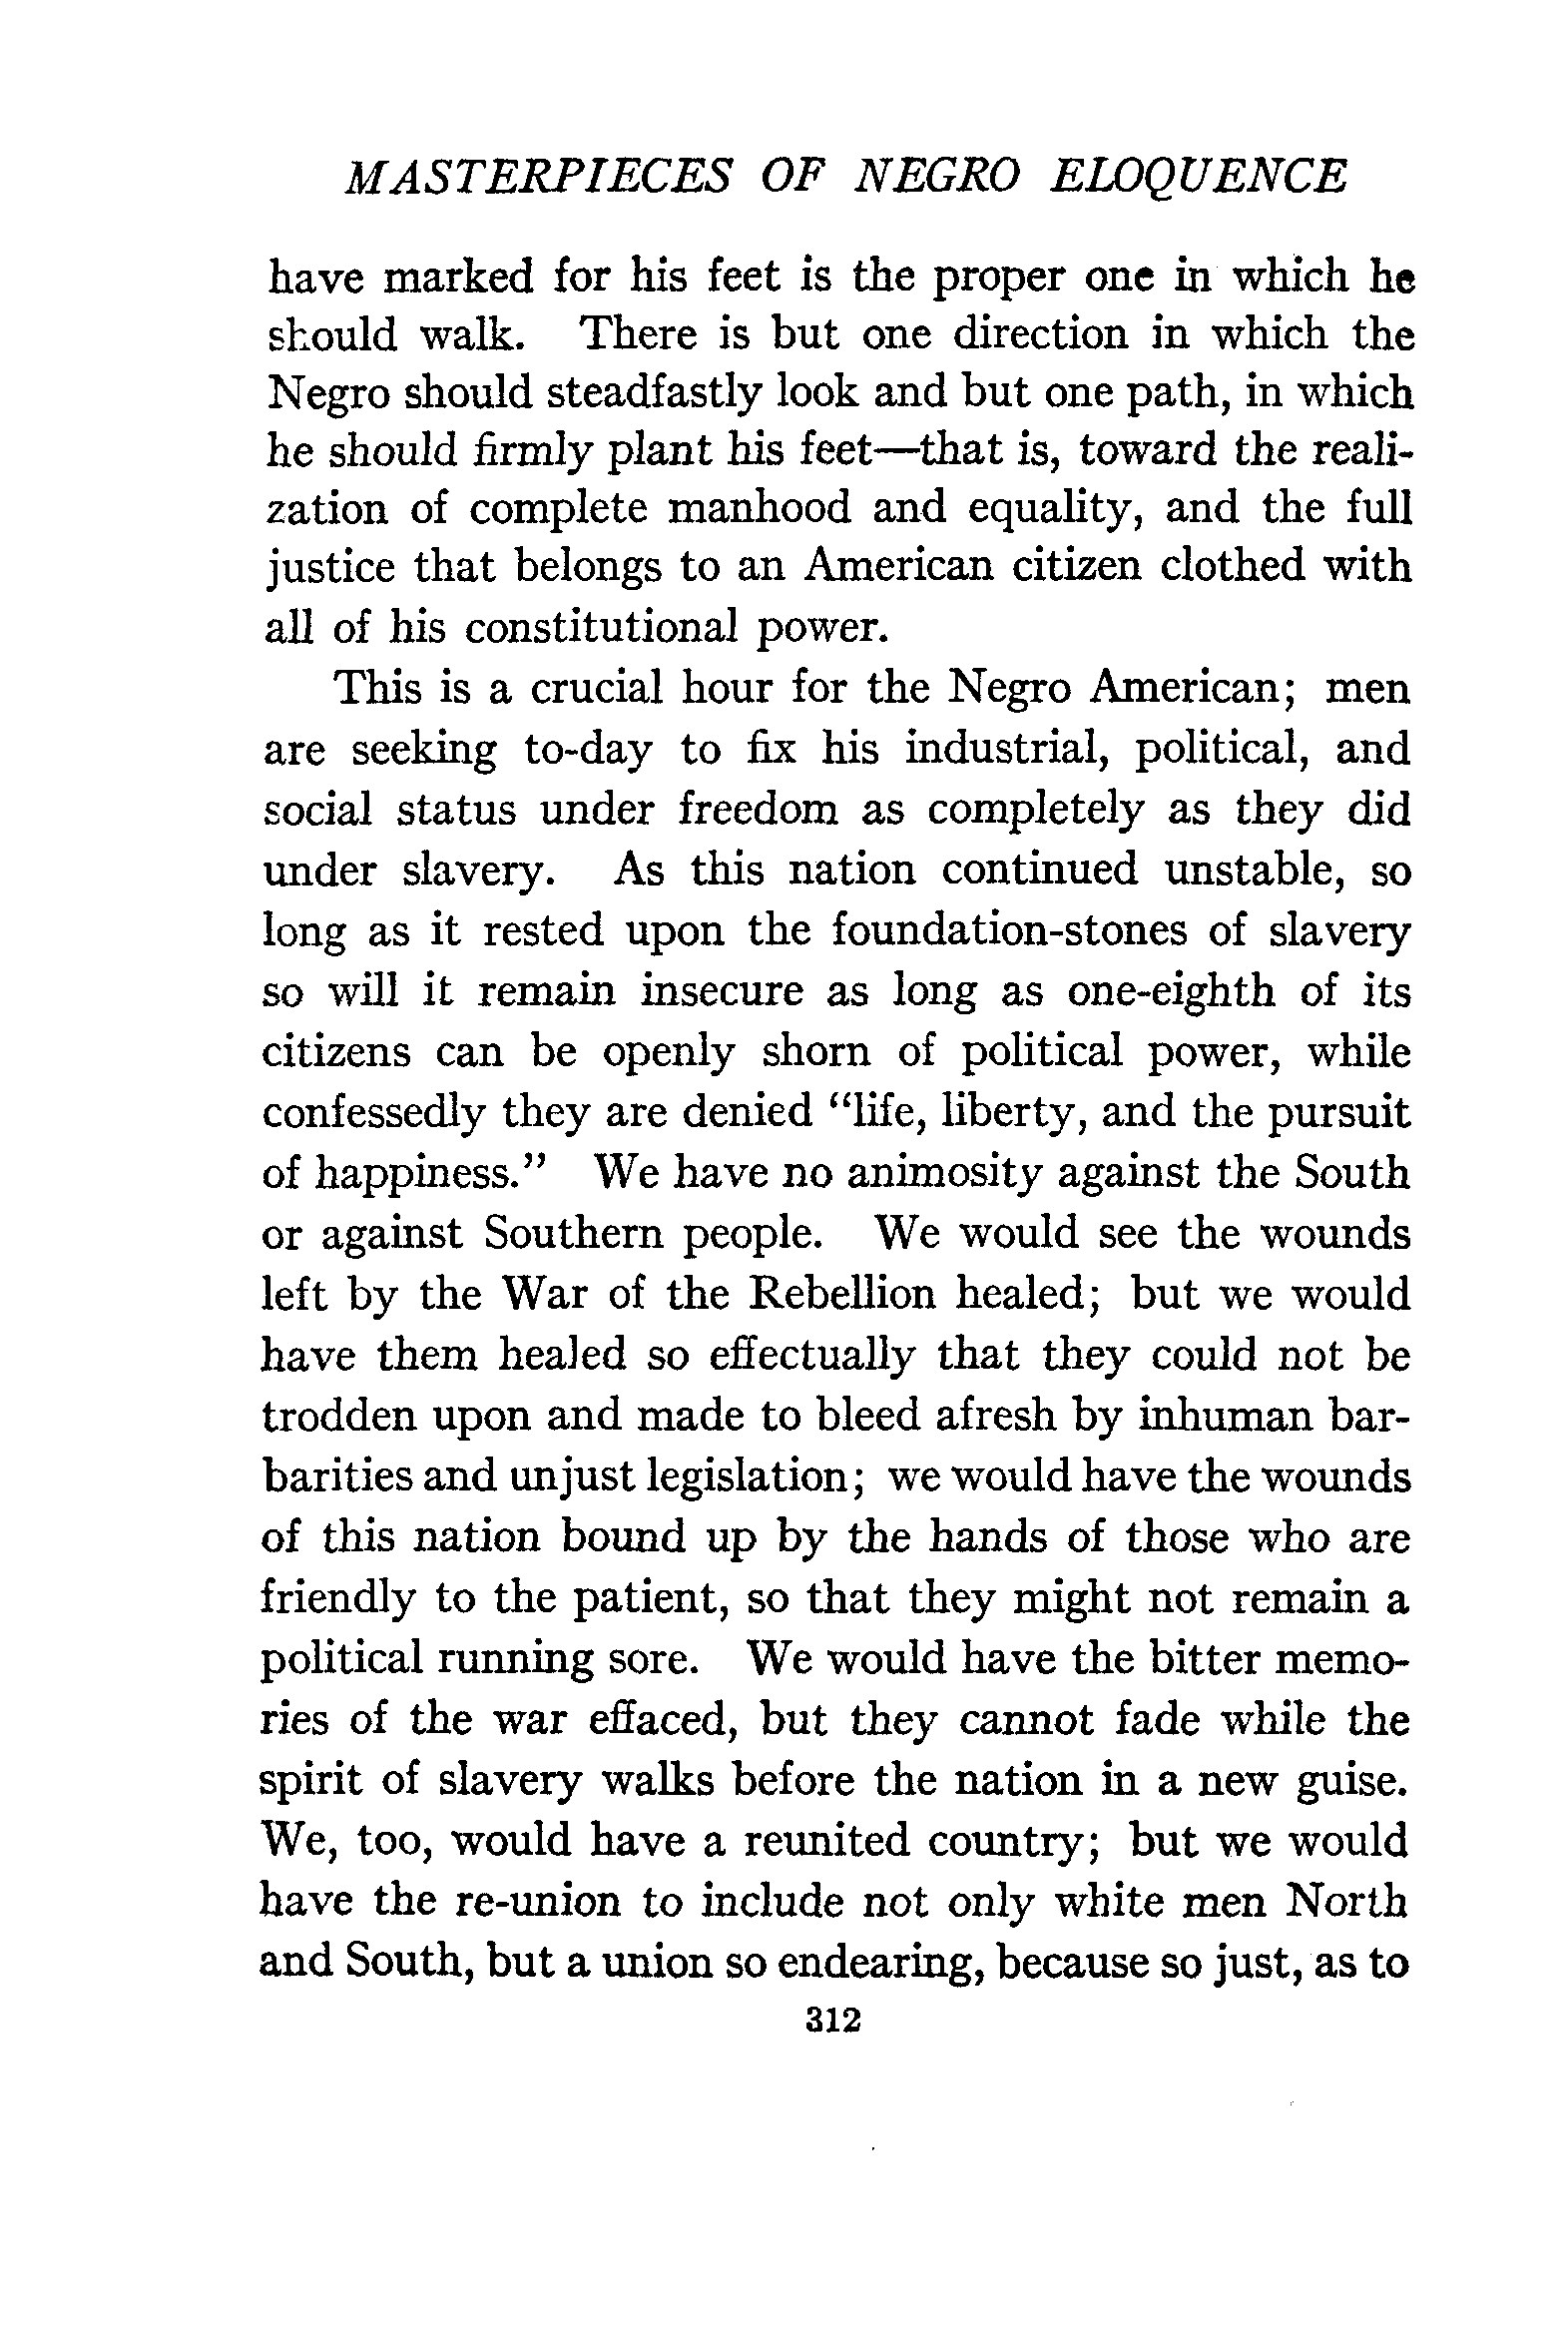 MASTERPIECES OF NEGRO ELOQUENCE
have marked for his feet is the proper one in which he
should walk. There is but one direction in which the
Negro should steadfastly look and but one path, in which
he should firmly plant his feet—that is, toward the reali-
zation of complete manhood and equality, and the full
justice that belongs to an American citizen clothed with
all of his constitutional power.
This is a crucial hour for the Negro American; men
are seeking to-day to fix his industrial, political, and
social status under freedom as completely as they did
under slavery. As this nation continued unstable, so
long as it rested upon the foundation-stones of slavery
so will it remain insecure as long as one-eighth of its
citizens can be openly shorn of political power, while
confessedly they are denied “life, liberty, and the pursuit
of happiness.” We have no animosity against the South
or against Southern people. We would see the wounds
left by the War of the Rebellion healed; but we would
have them healed so effectually that they could not be
trodden upon and made to bleed afresh by inhuman bar-
barities and unjust legislation; we would have the wounds
of this nation bound up by the hands of those who are
friendly to the patient, so that they might not remain a
political running sore. We would have the bitter memo-
ries of the war effaced, but they cannot fade while the
spirit of slavery walks before the nation in a new guise.
We, too, would have a reunited country; but we would
have the re-union to include not only white men North
and South, but a union so endearing, because so just, as to
312